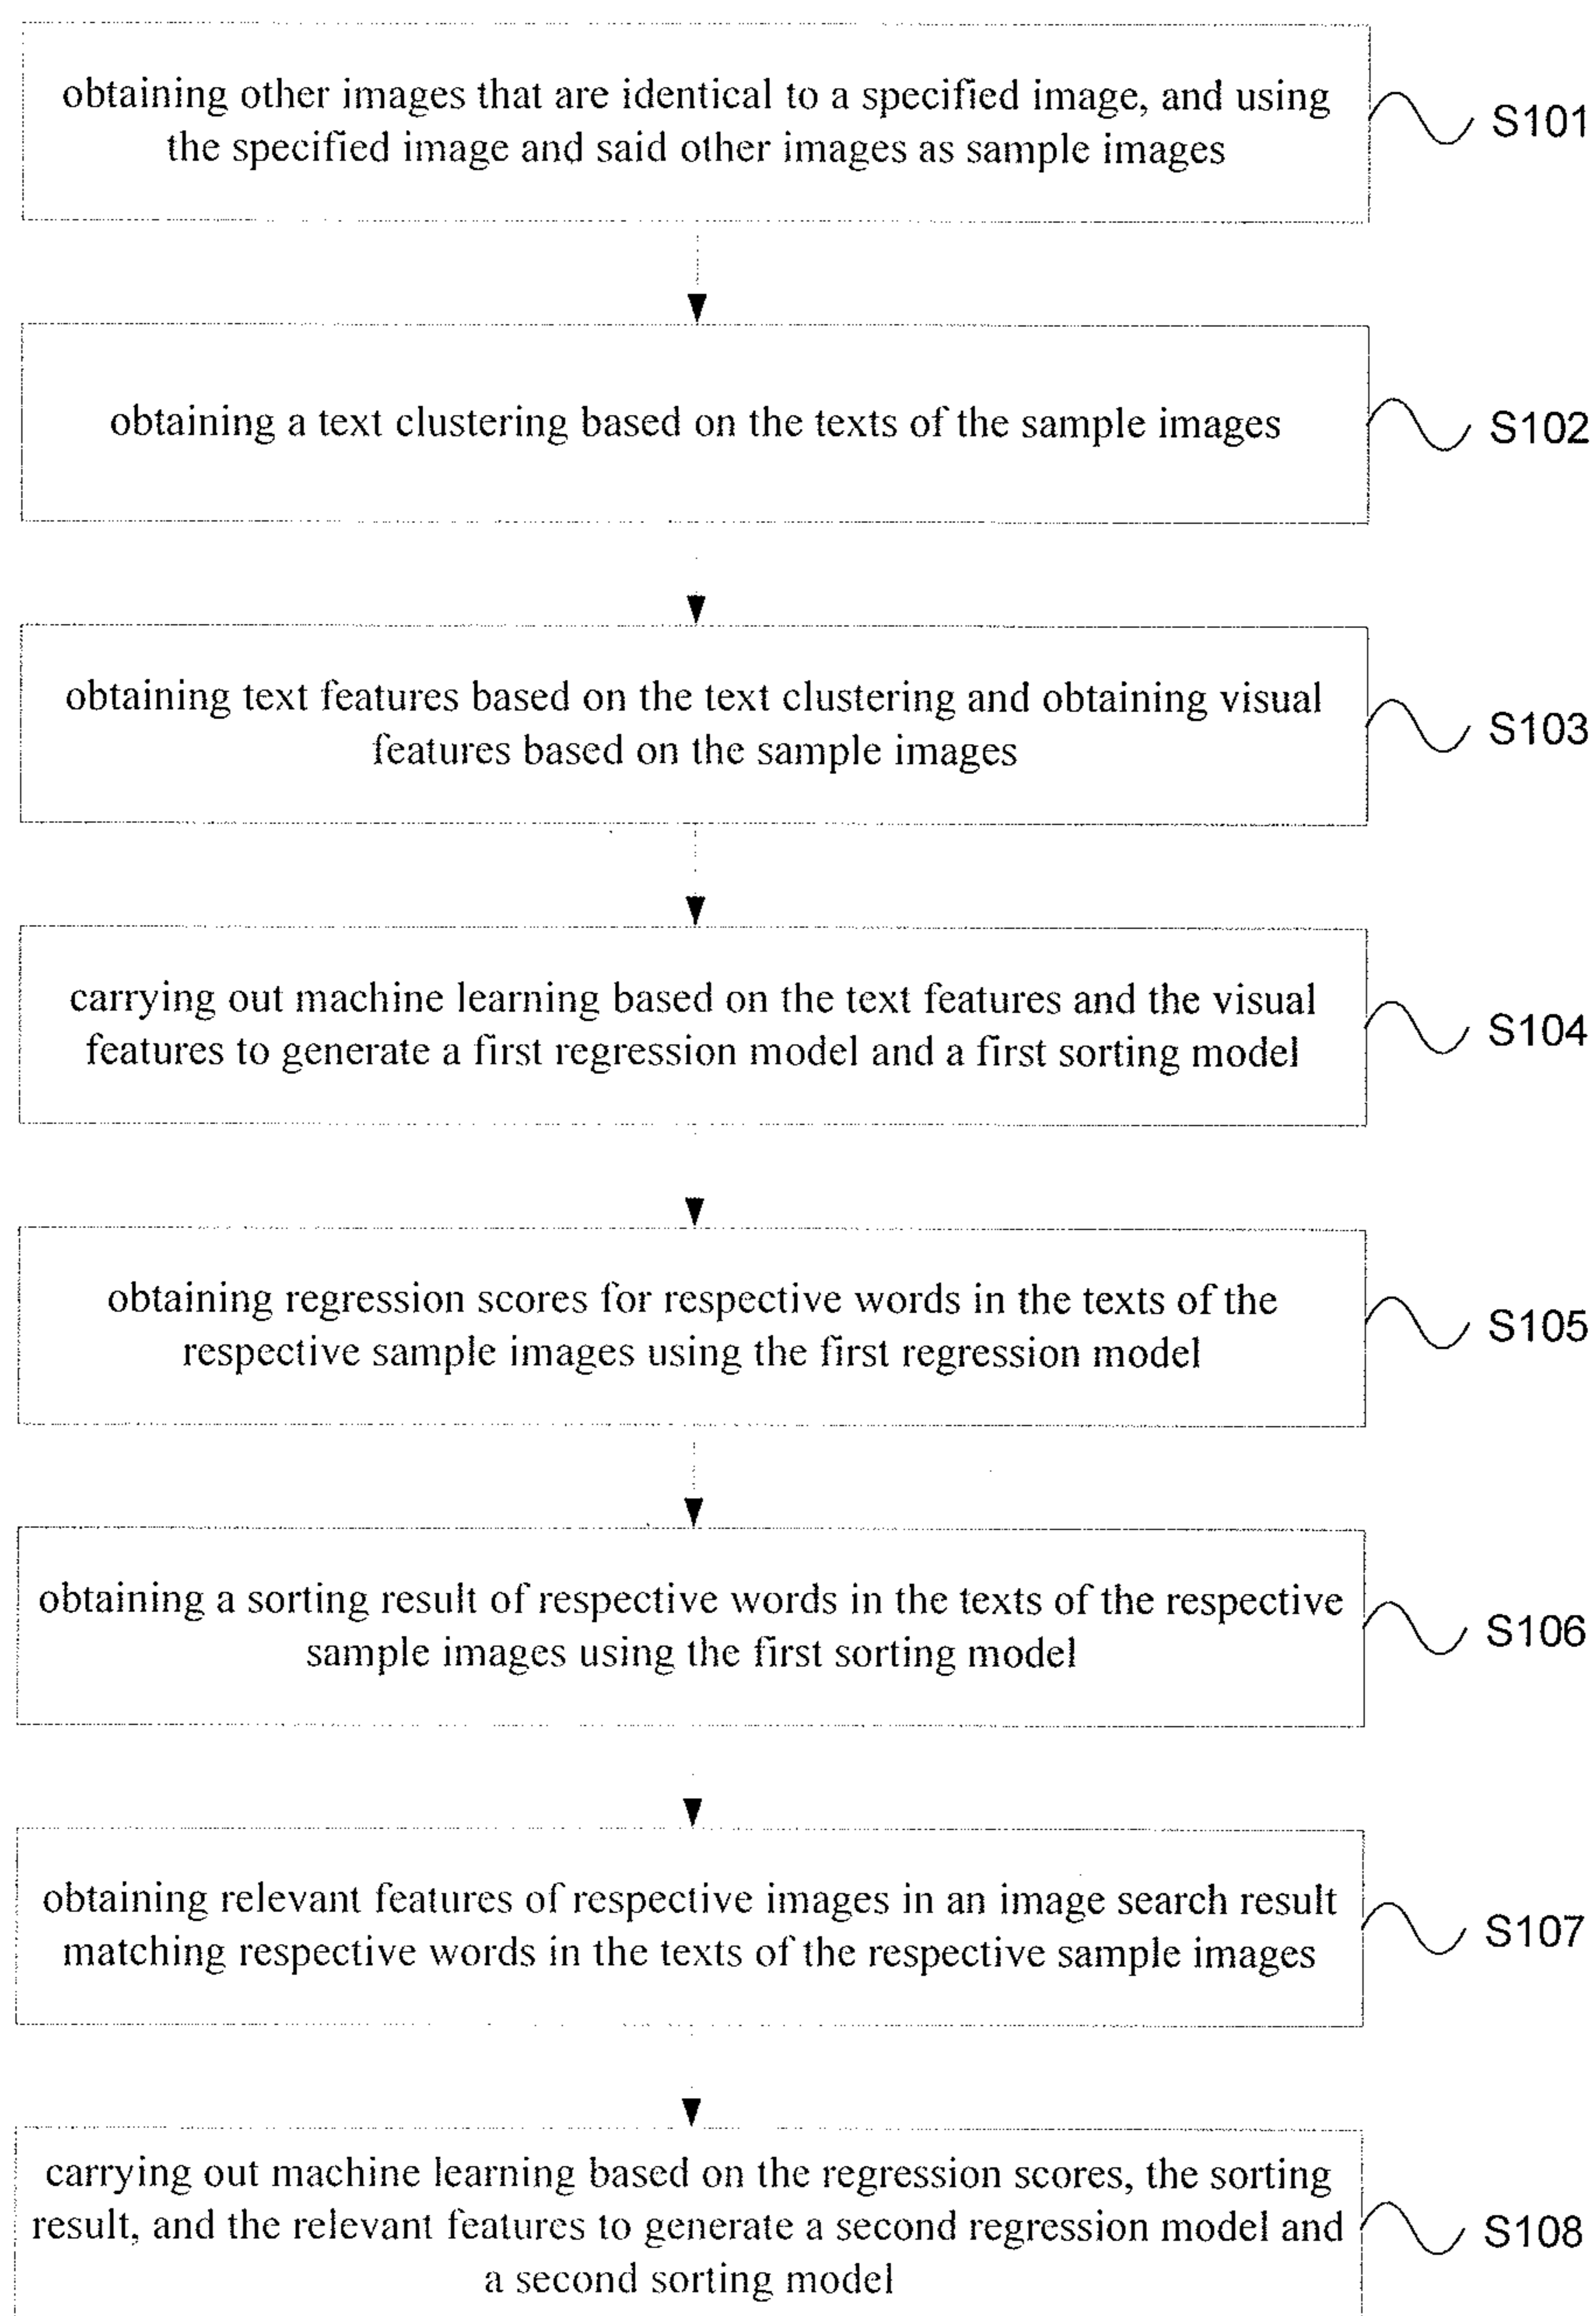 obtaining other images that are identical to a specified image, and using
the specified image and said other images as sample images
S101
obtaining a text clustering based on the texts of the sample images
S102
obtaining text features based on the text clustering and obtaining visual
features based on the sample images
S103
carrying out machine learning based on the text features and the visual
features to generate a first regression model and a first sorting model
S104
obtaining regression scores for respective words in the texts of the
respective sample images using the first regression model
S105
obtaining a sorting result of respective words in the texts of the respective
sample images using the first sorting model
S106
obtaining relevant features of respective images in an image search result
matching respective words in the texts of the respective sample images
S107
carrying out machine learning based on the regression scores, the sorting
result, and the relevant features to generate a second regression model and
a second sorting model
S108